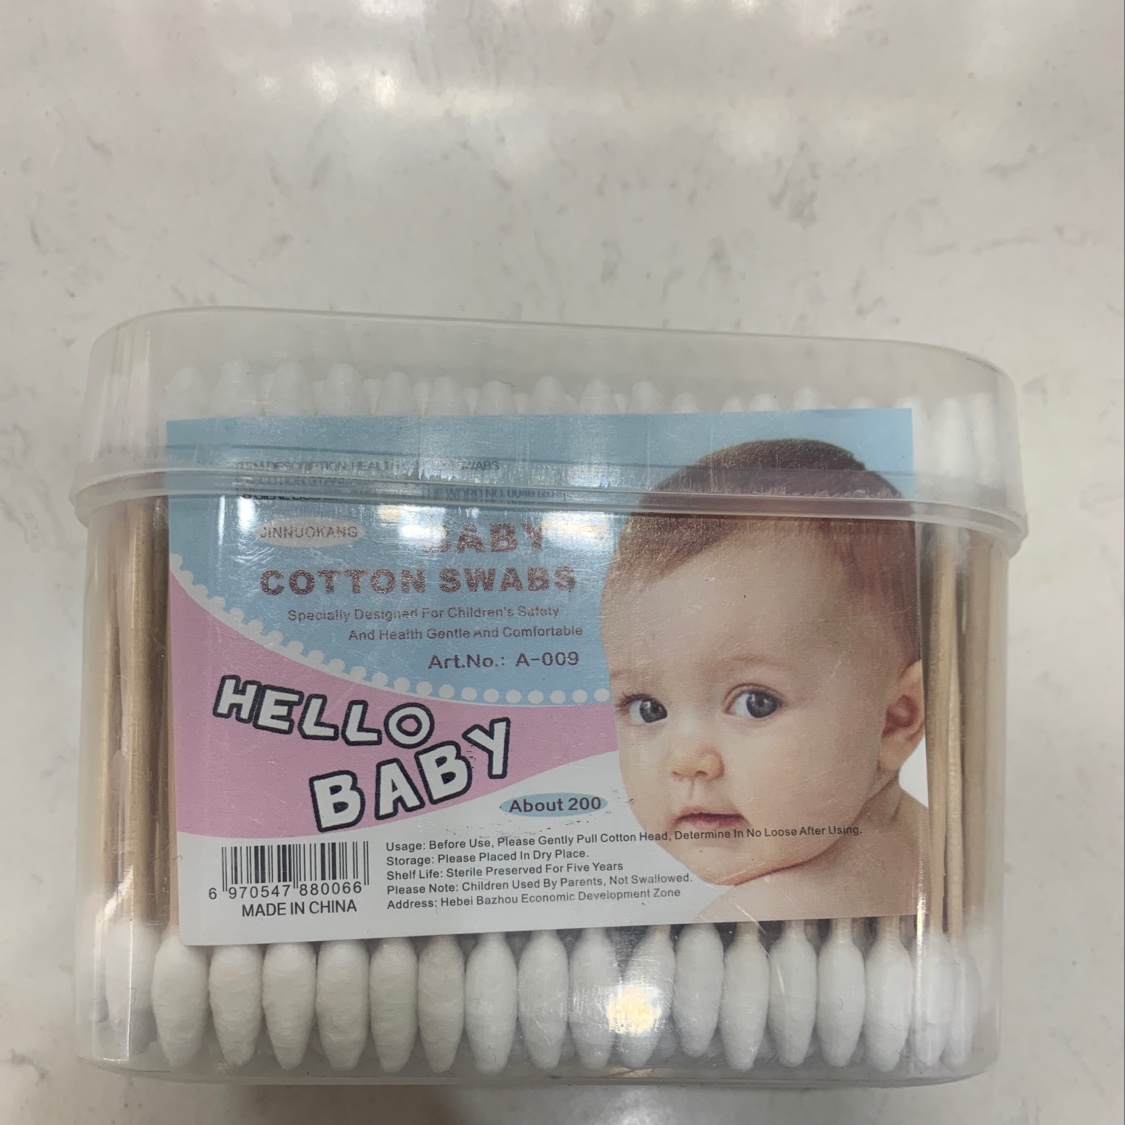 JINNUOKANG
BABY
COTTON SWABS
Specially Designed For Children's Safety
And Health Gentle And Comfortable
Art.No.: A-009
HELLO
BABY
About 200
Usage: Before Use, Please Gently Pull Cotton Head, Determine In No Loose After Using.
Storage: Please Placed In Dry Place.
Shelf Life: Sterile Preserved For Five Years
Please Note: Children Used By Parents, Not Swallowed.
Address: Hebei Bazhou Economic Development Zone
6 970547 880066
MADE IN CHINA